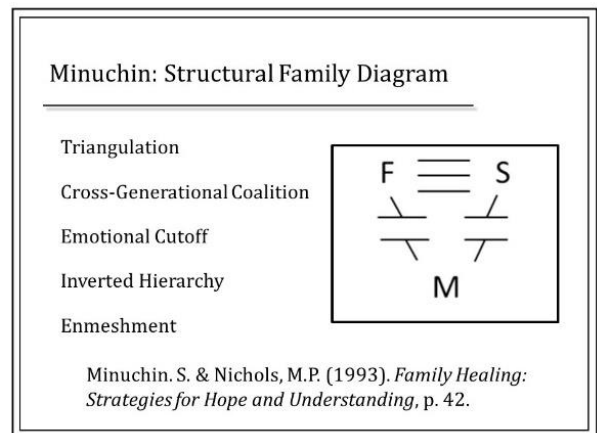 Minuchin: Structural Family Diagram
Triangulation
Cross-Generational Coalition
Emotional Cutoff
Inverted Hierarchy
Enmeshment
F S
M
Minuchin. S. & Nichols, M.P. (1993). Family Healing:
Strategies for Hope and Understanding, p. 42.